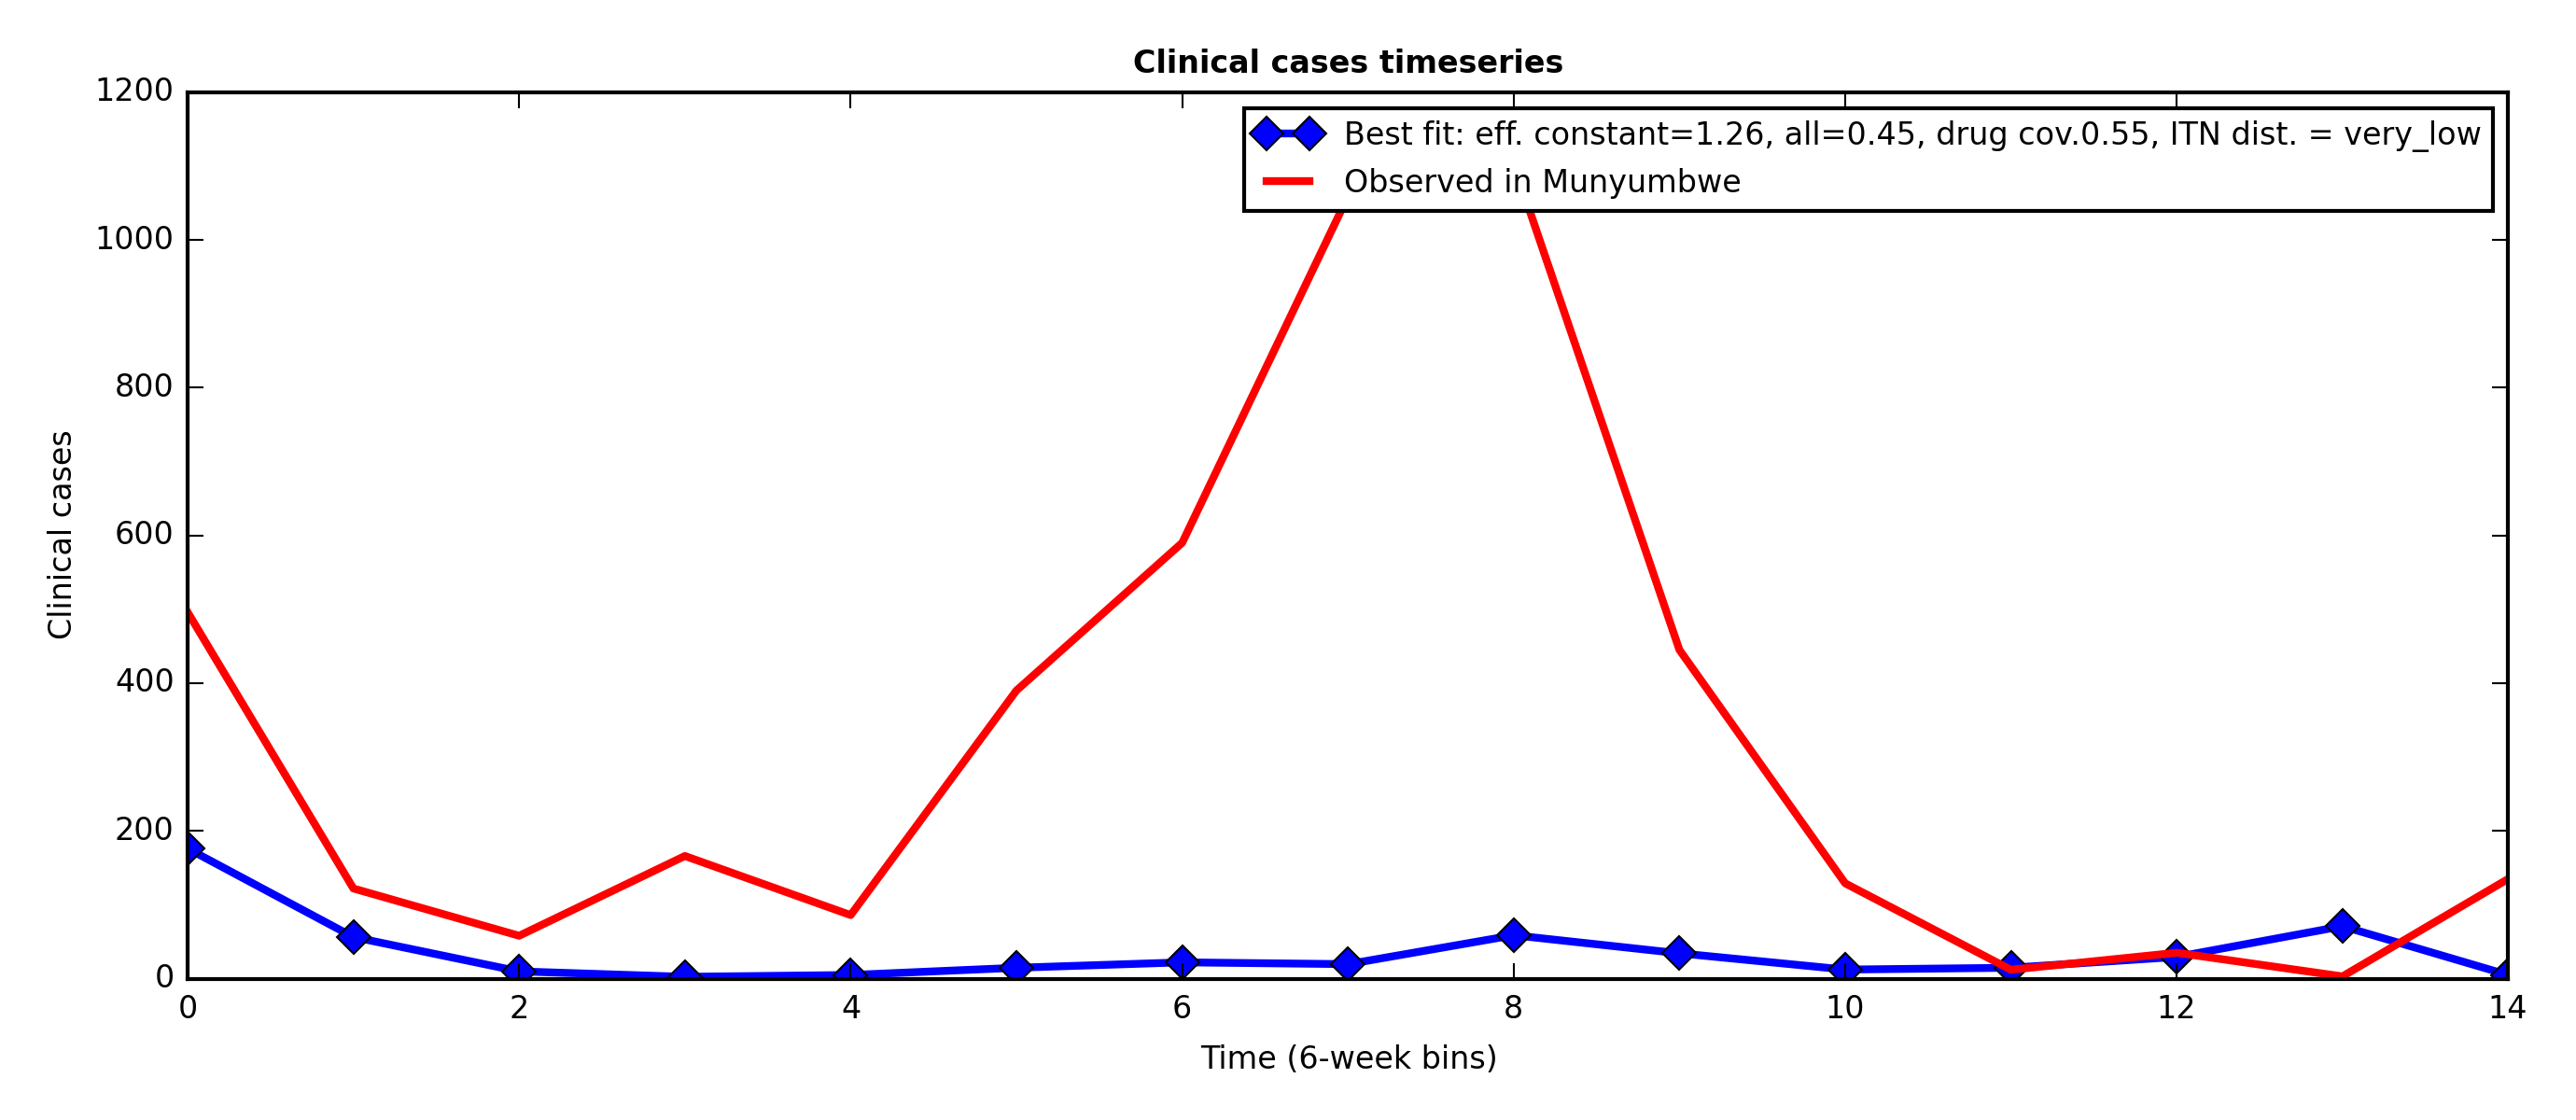 Clinical cases timeseries
Best fit: eff. constant=1.26, all=0.45, drug cov.0.55, ITN dist. = very_low
Observed in Munyumbwe
1200
1000
800
600
400
200
0
Clinical cases
0 2 4 6 8 10 12 14
Time (6-week bins)